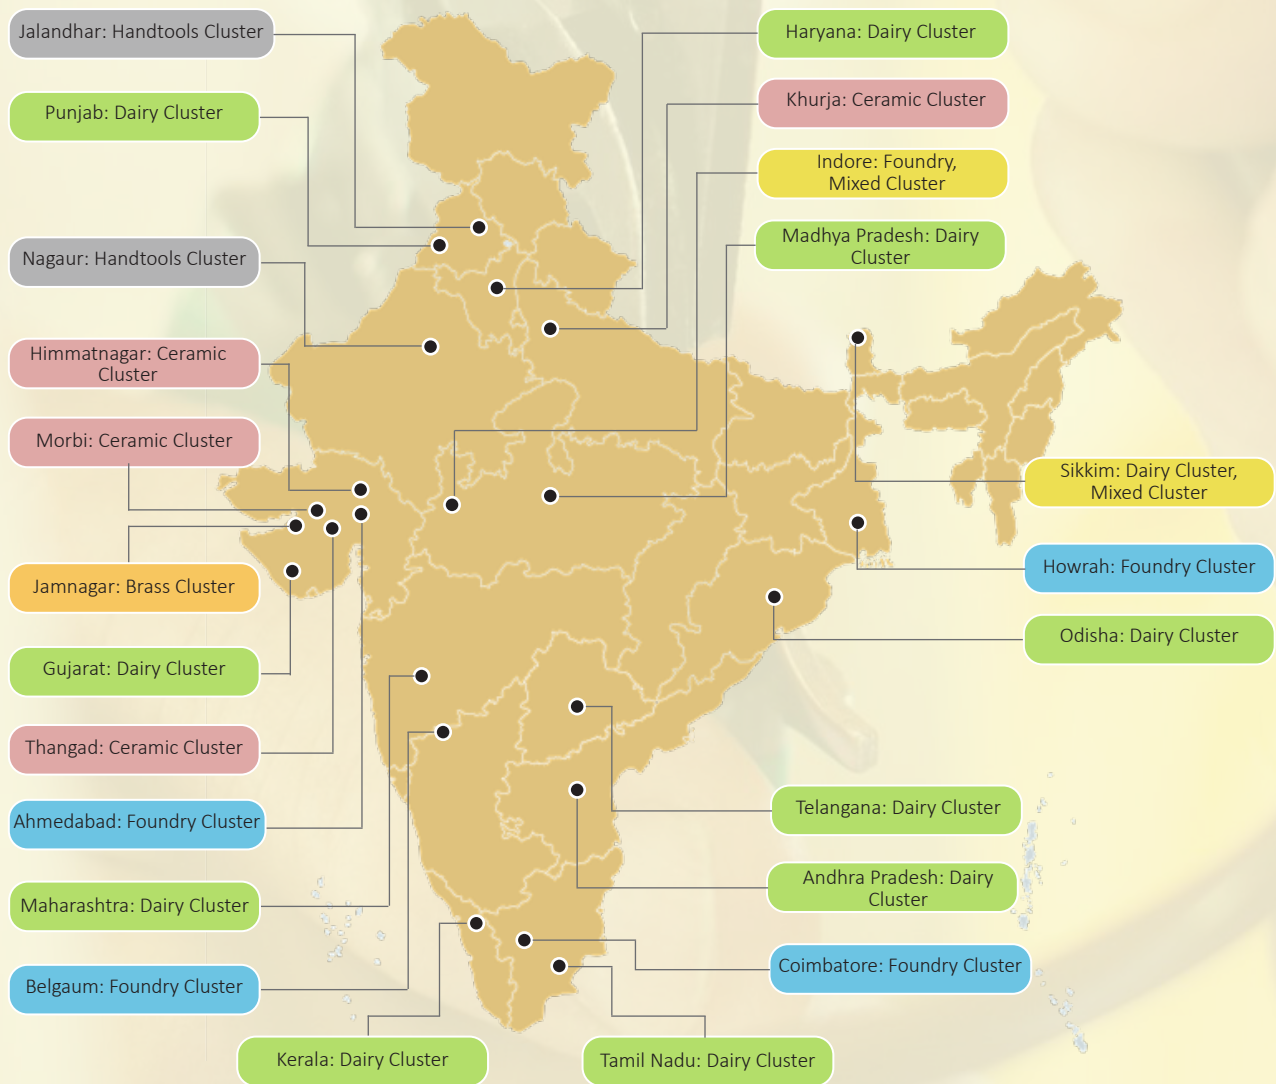 Jalandhar: Handtools Cluster
Punjab: Dairy Cluster
Nagaur: Handtools Cluster
Himmatnagar: Ceramic
Cluster
Morbi: Ceramic Cluster
Jamnagar: Brass Cluster
Gujarat: Dairy Cluster
Thangad: Ceramic Cluster
Ahmedabad: Foundry Cluster
Maharashtra: Dairy Cluster
Belgaum: Foundry Cluster
Kerala: Dairy Cluster
Tamil Nadu: Dairy Cluster
Haryana: Dairy Cluster
Khurja: Ceramic Cluster
Indore: Foundry,
Mixed Cluster
Madhya Pradesh: Dairy
Cluster
Sikkim: Dairy Cluster,
Mixed Cluster
Howrah: Foundry Cluster
Odisha: Dairy Cluster
Telangana: Dairy Cluster
Andhra Pradesh: Dairy
Cluster
Coimbatore: Foundry Cluster